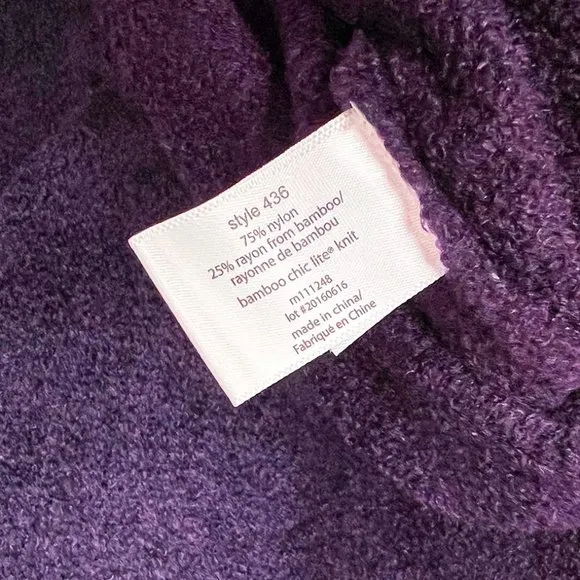 style 436
75% nylon
25% rayon from bamboo/
rayonne de bambou
bamboo chic lite® knit
m111248
lot #20160616
made in china/
Fabriqué en Chine